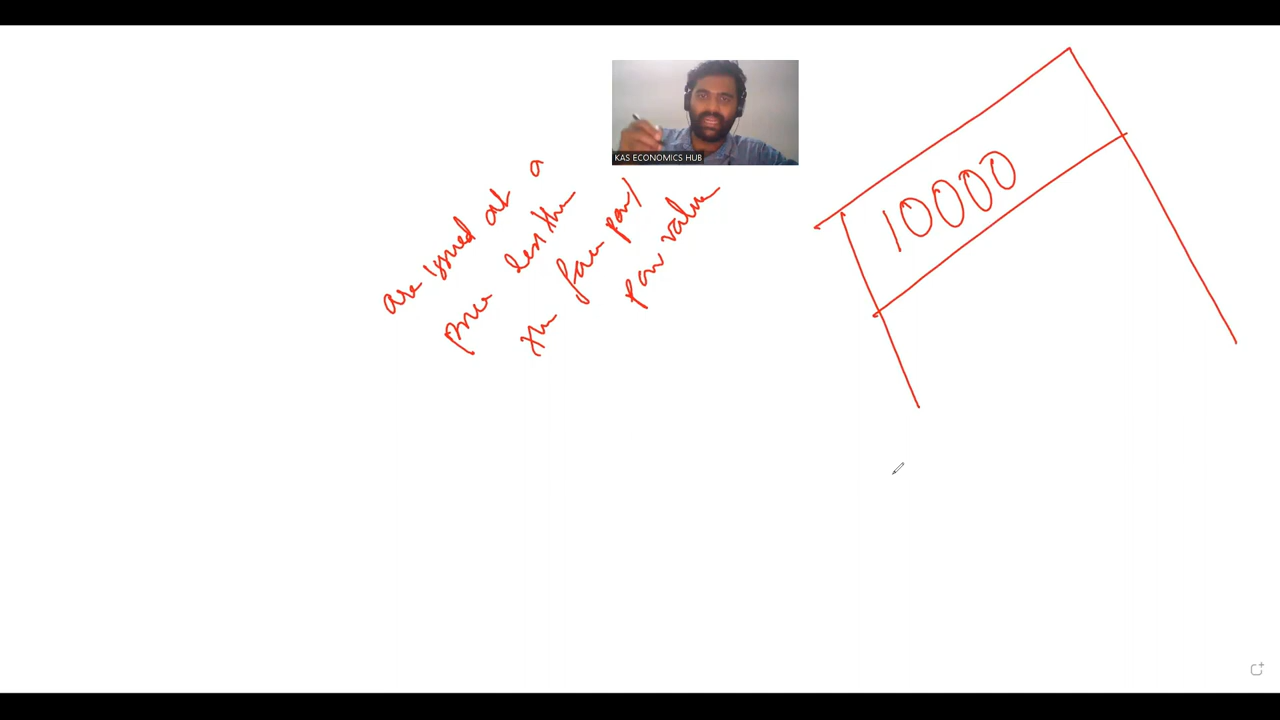 are issued at a
price less than
the face par/
par value
10000
KAS ECONOMICS HUB